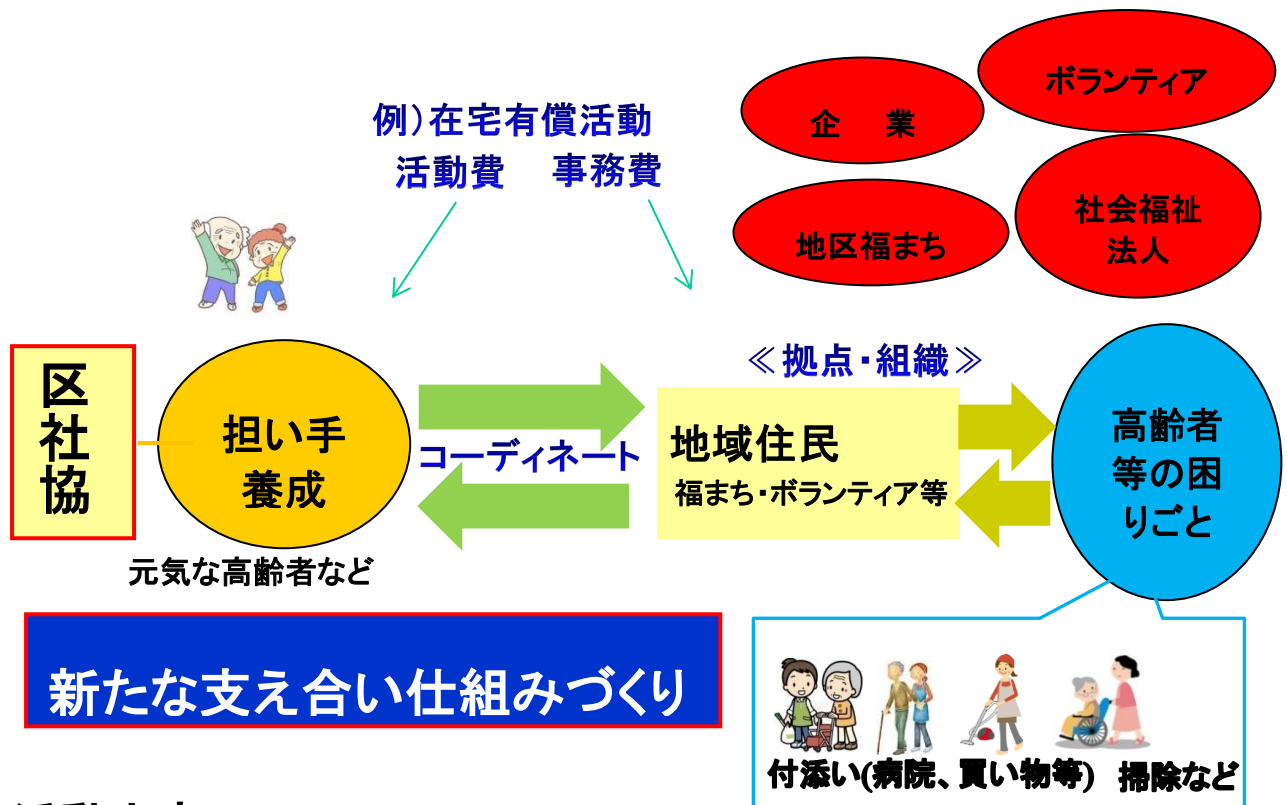 例)在宅有償活動
活動費　事務費
企　業
ボランティア
地区福まち
社会福祉
法人
区社協
担い手
養成
元気な高齢者など
コーディネート
≪拠点・組織≫
地域住民
福まち・ボランティア等
高齢者
等の困
りごと
新たな支え合い仕組みづくり
付添い(病院、買い物等)　掃除など